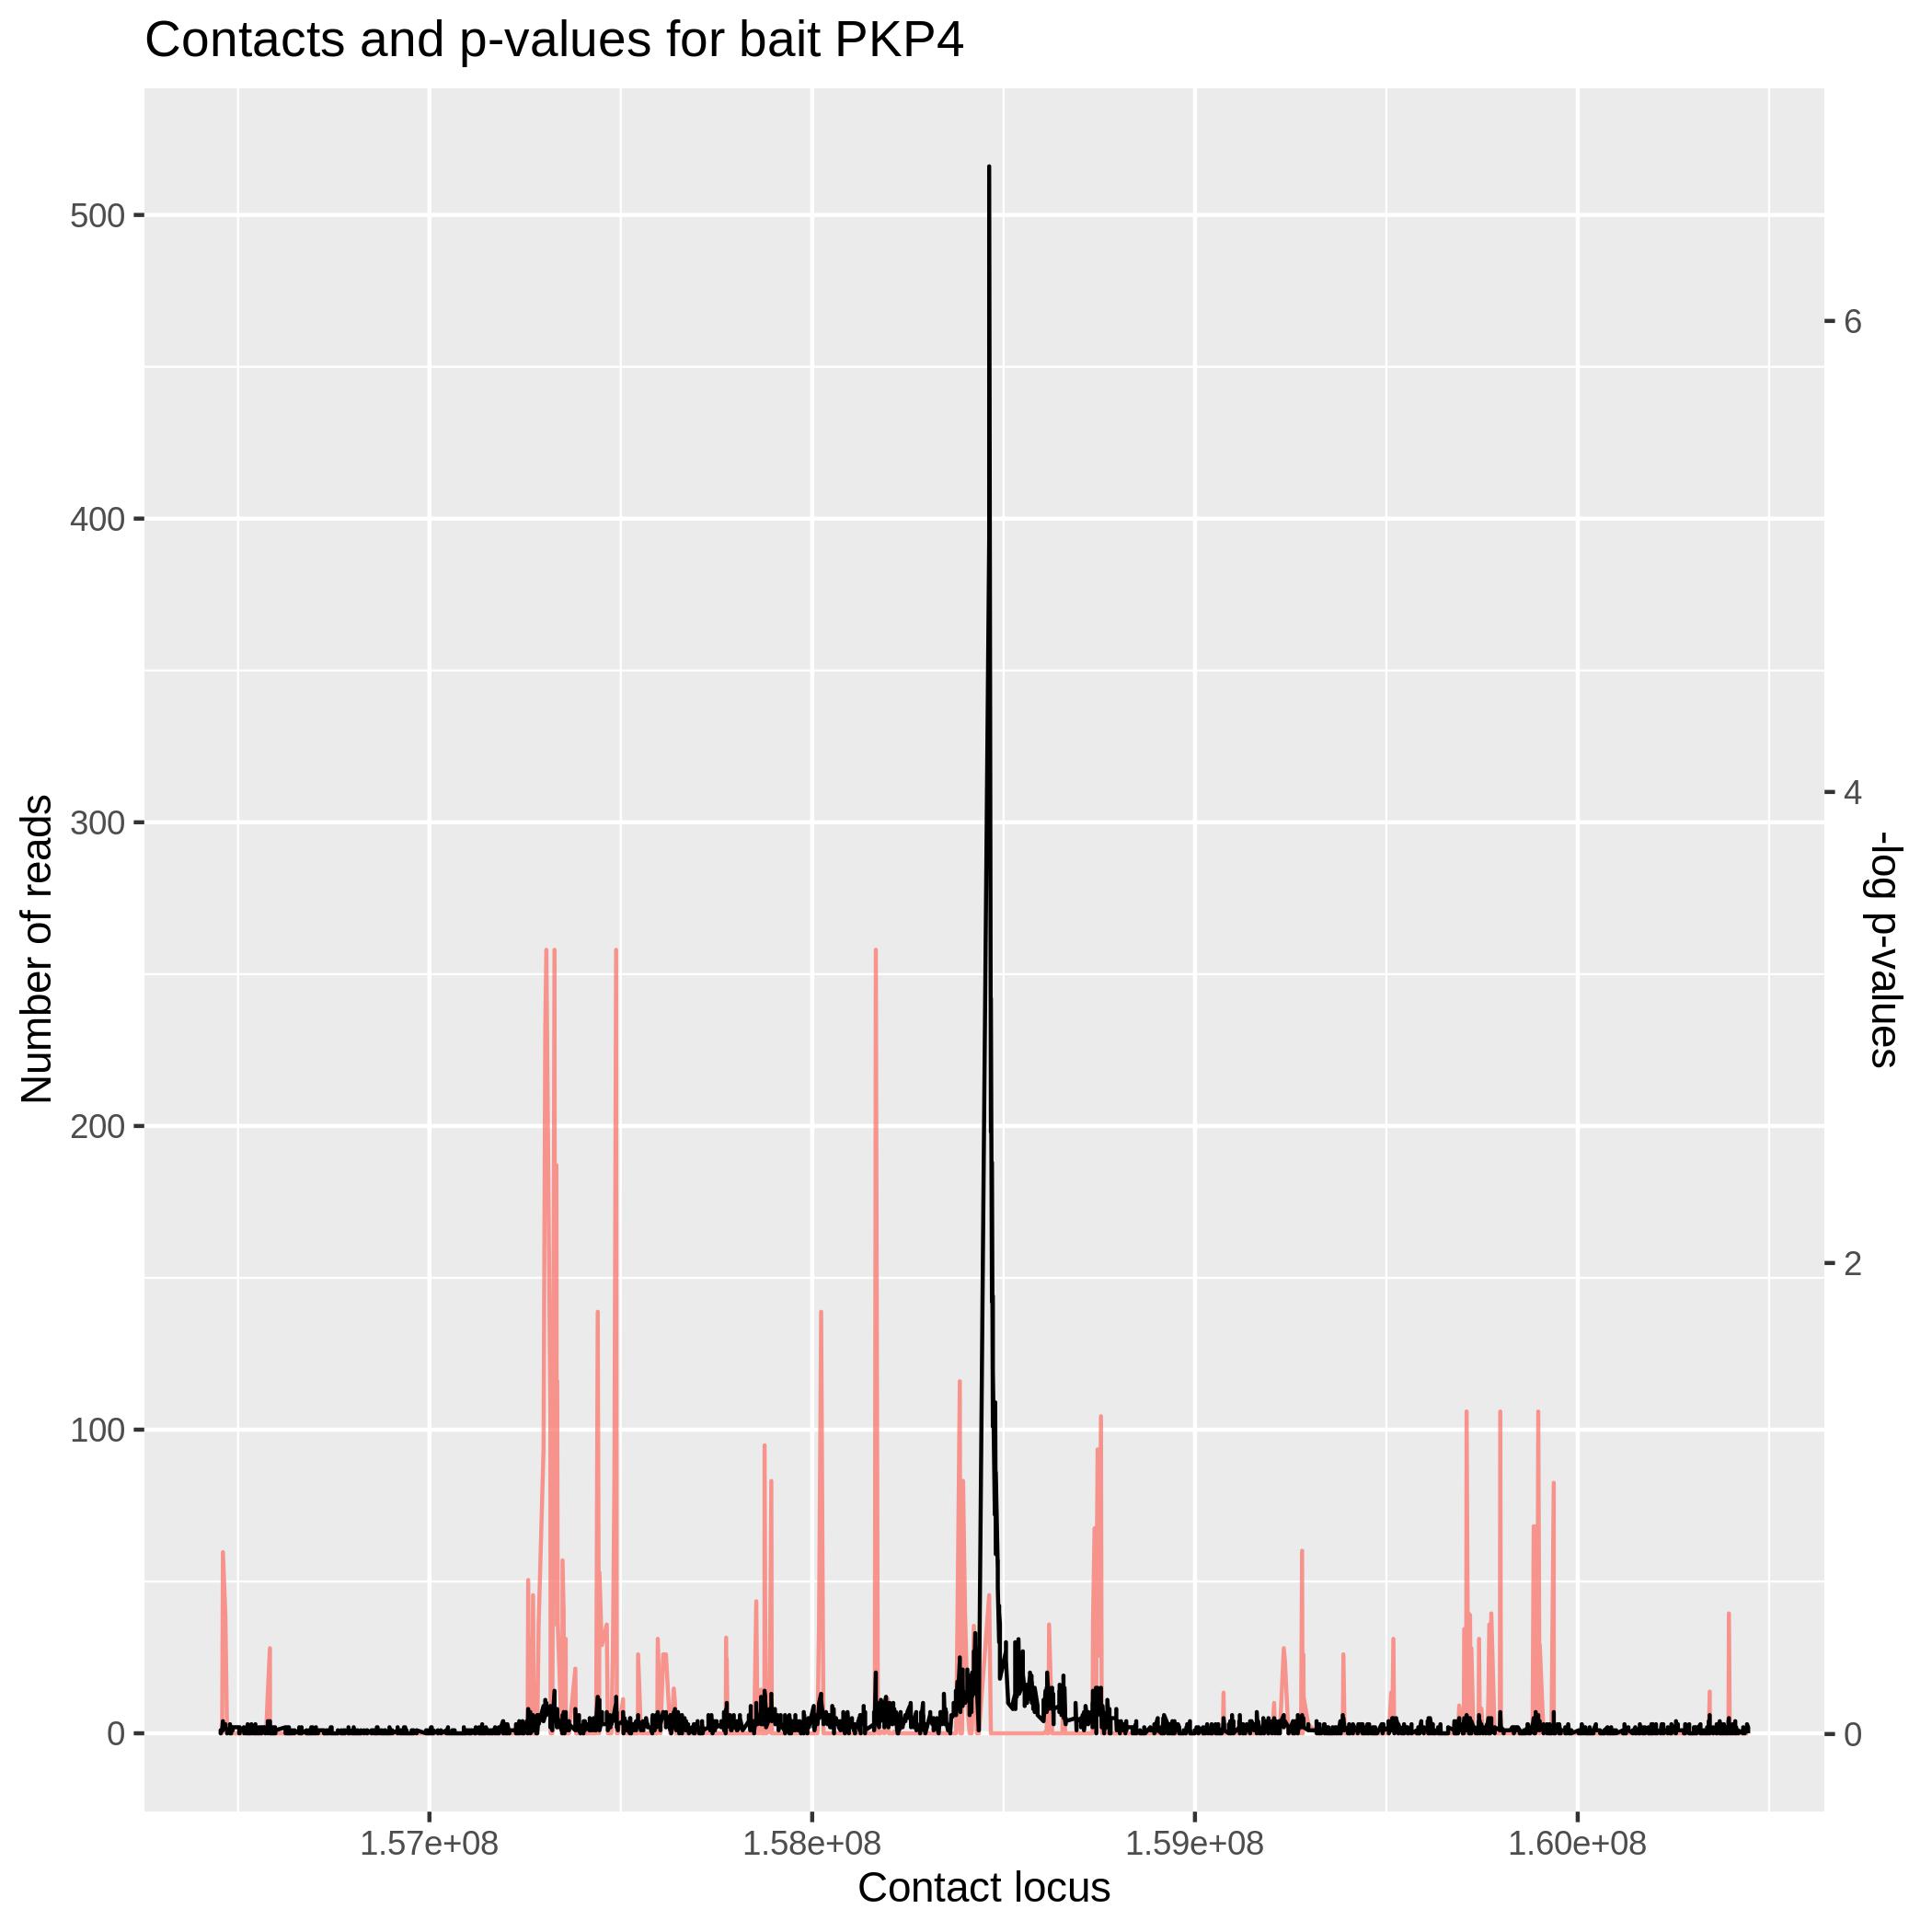 Contacts and p-values for bait PKP4
Number of reads
500
400
300
200
100
0
6
4
2
0
-log p-values
1.57e+08
1.58e+08
1.59e+08
1.60e+08
Contact locus